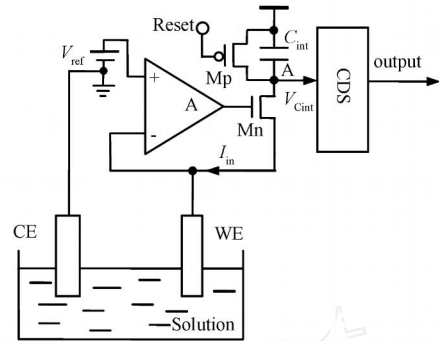 Reset
C_int
V_ref
Mp
A
output
+
A
CDS
V_Cint
Mn
-
I_in
CE
WE
Solution